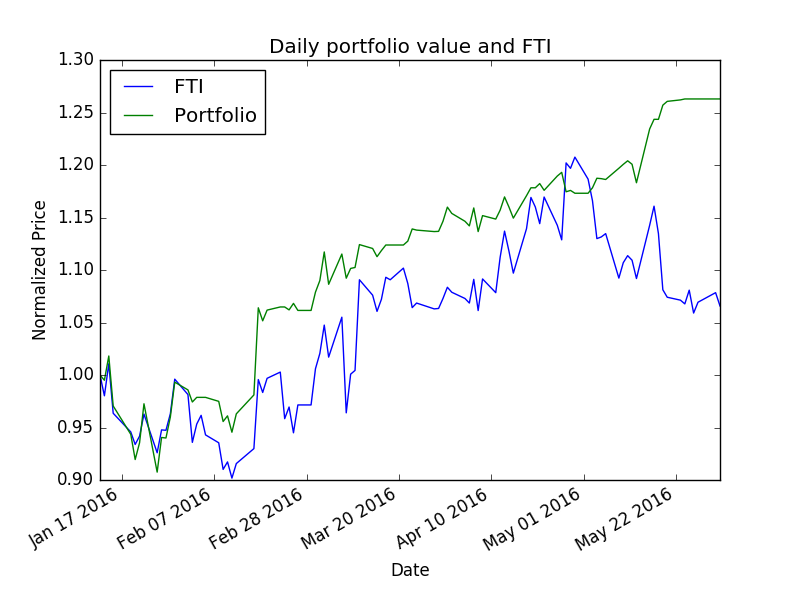 Daily portfolio value and FTI
1.30
1.25
1.20
1.15
1.10
1.05
1.00
0.95
0.90
Normalized Price
FTI
Portfolio
Jan 17 2016
Feb 07 2016
Feb 28 2016
Mar 20 2016
Apr 10 2016
May 01 2016
May 22 2016
Date